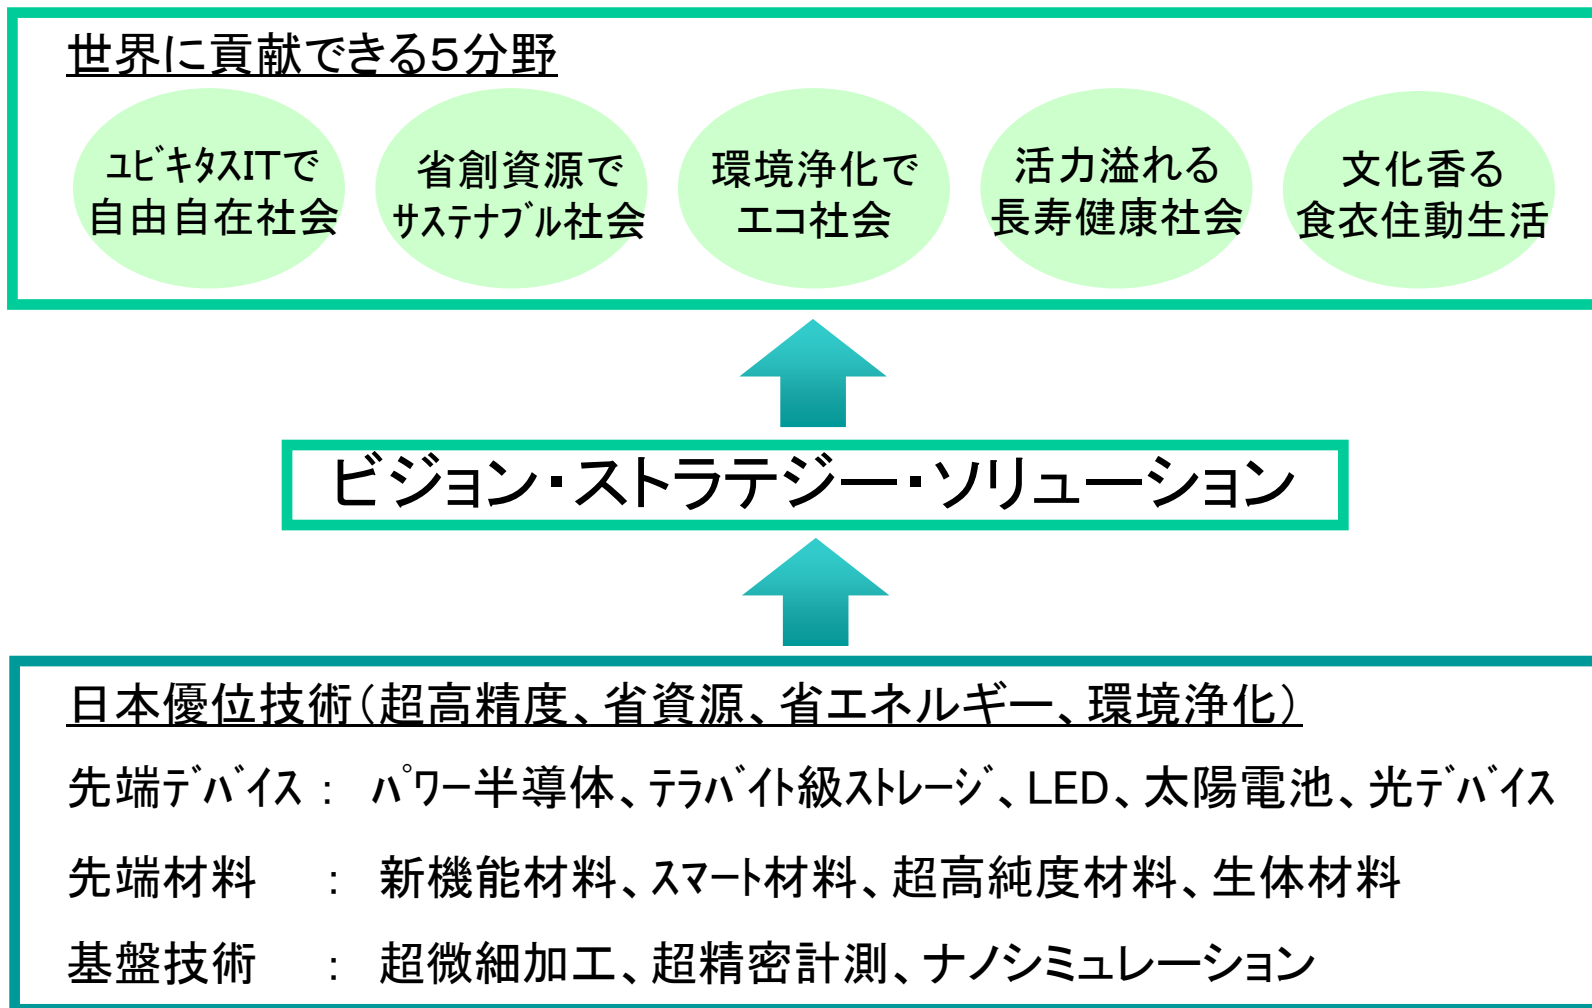 世界に貢献できる5分野
ﾕﾋﾞｷﾀｽITで
自由自在社会
省創資源で
ｻｽﾃﾅﾌﾞﾙ社会
環境浄化で
エコ社会
活力溢れる
長寿健康社会
文化香る
食衣住動生活
ビジョン・ストラテジー・ソリューション
日本優位技術（超高精度、省資源、省エネルギー、環境浄化）
先端ﾃﾞﾊﾞｲｽ： ﾊﾟﾜｰ半導体、ﾃﾗﾊﾞｲﾄ級ｽﾄﾚｰｼﾞ、LED、太陽電池、光ﾃﾞﾊﾞｲｽ
先端材料 ： 新機能材料、ｽﾏｰﾄ材料、超高純度材料、生体材料
基盤技術 ： 超微細加工、超精密計測、ナノシミュレーション